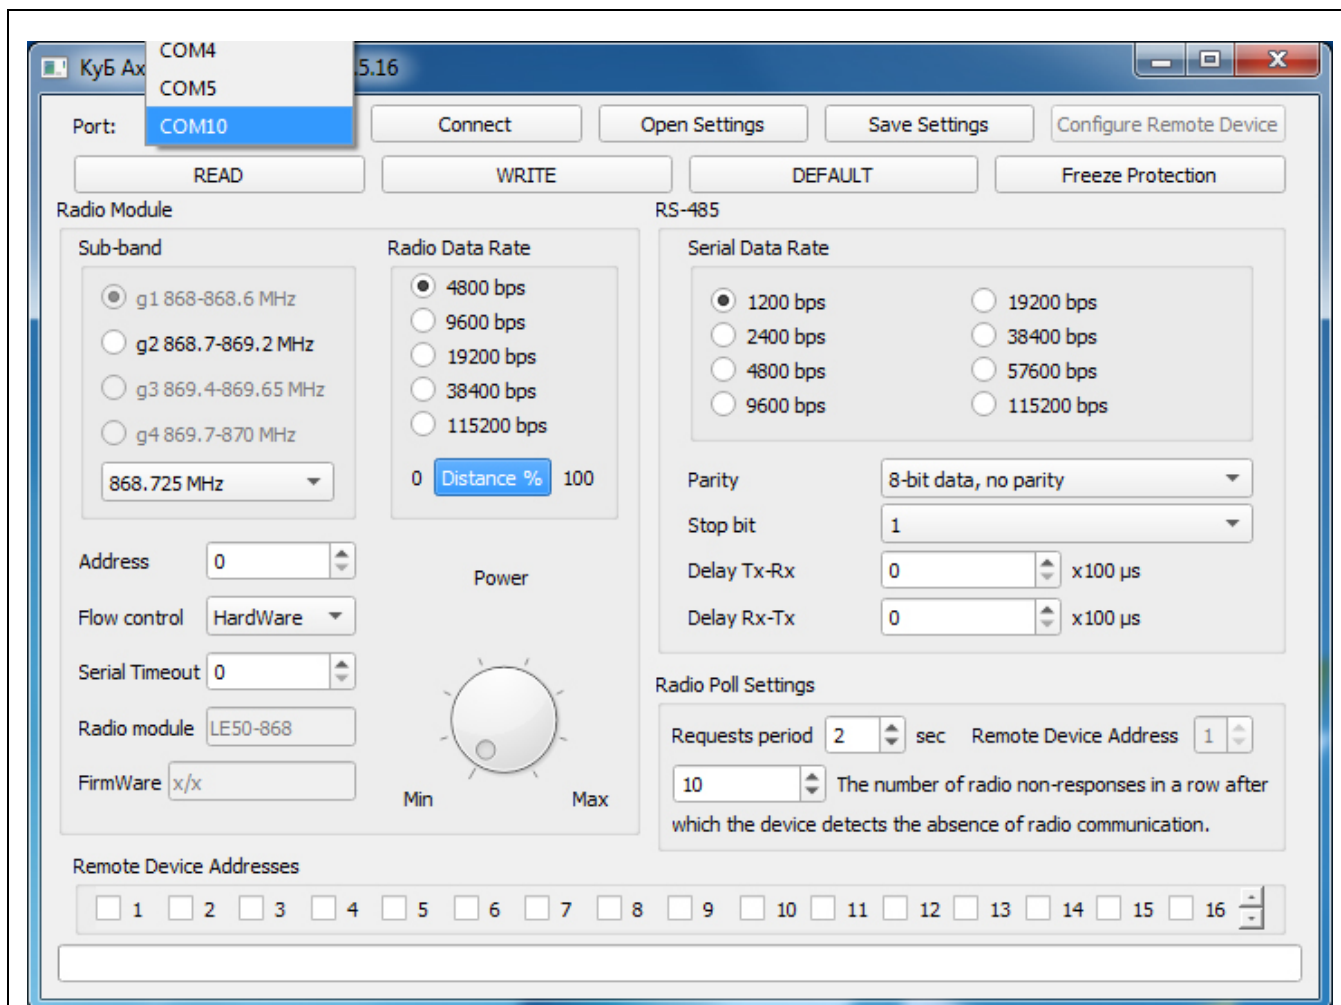 COM4
КуБ Ах .5.16
COM5
Port: COM10 Connect Open Settings Save Settings Configure Remote Device
READ WRITE DEFAULT Freeze Protection
Radio Module
Sub-band
g1 868-868.6 MHz
g2 868.7-869.2 MHz
g3 869.4-869.65 MHz
g4 869.7-870 MHz
868.725 MHz
Radio Data Rate
4800 bps
9600 bps
19200 bps
38400 bps
115200 bps
0 Distance % 100
Address 0
Flow control HardWare
Serial Timeout 0
Radio module LE50-868
FirmWare x/x
Power
Min Max
RS-485
Serial Data Rate
1200 bps 19200 bps
2400 bps 38400 bps
4800 bps 57600 bps
9600 bps 115200 bps
Parity 8-bit data, no parity
Stop bit 1
Delay Tx-Rx 0 x100 µs
Delay Rx-Tx 0 x100 µs
Radio Poll Settings
Requests period 2 sec Remote Device Address 1
10 The number of radio non-responses in a row after
which the device detects the absence of radio communication.
Remote Device Addresses
1 2 3 4 5 6 7 8 9 10 11 12 13 14 15 16